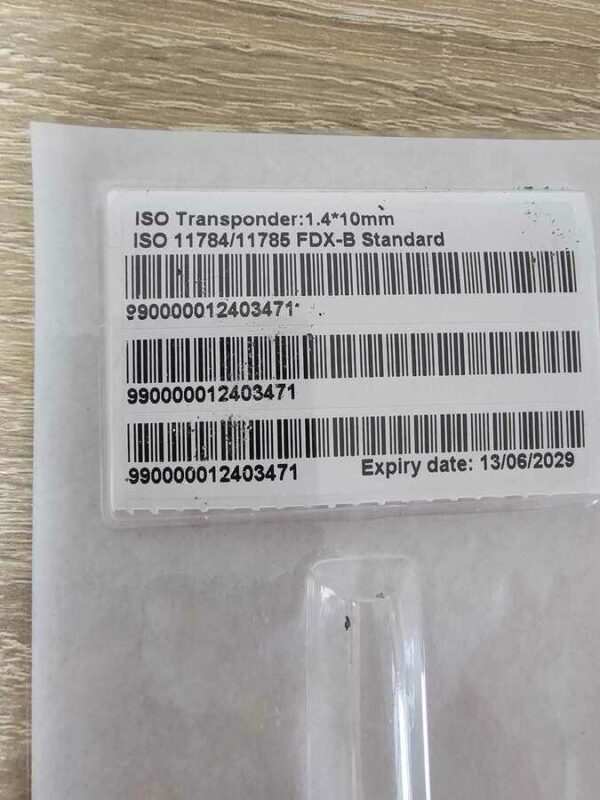 ISO Transponder:1.4*10mm
ISO 11784/11785 FDX-B Standard
990000012403471
990000012403471
990000012403471
Expiry date: 13/06/2029